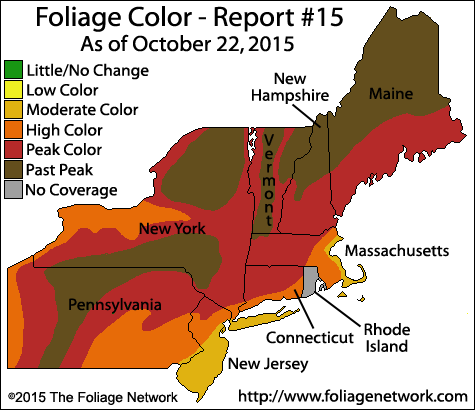 Foliage Color - Report #15
As of October 22, 2015
Little/No Change
Low Color
Moderate Color
High Color
Peak Color
Past Peak
No Coverage
New
Hampshire
Maine
Vermont
New York
Massachusetts
Pennsylvania
Connecticut
Rhode
Island
New Jersey
©2015 The Foliage Network
http://www.foliagenetwork.com